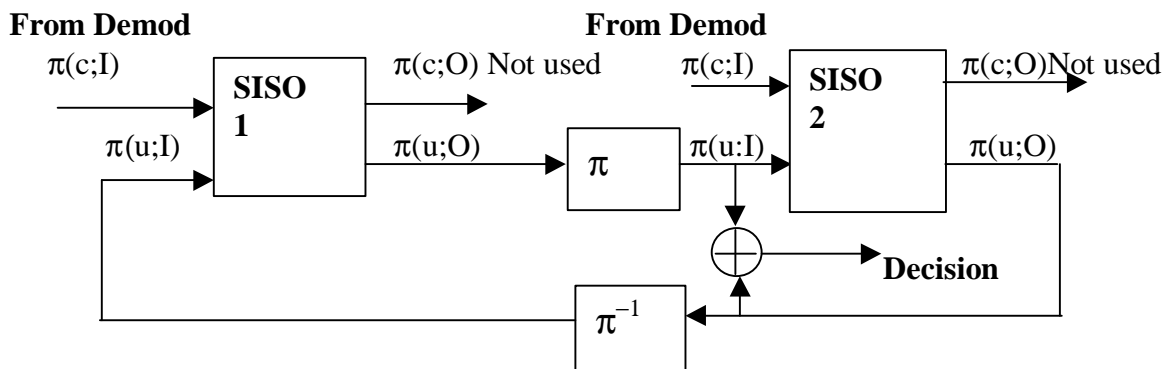 From Demod
From Demod
π(c;I)
SISO
1
π(c;O) Not used
π(c;I)
SISO
2
π(c;O)Not used
π(u;I)
π(u;O)
π
π(u:I)
π(u;O)
Decision
π⁻¹